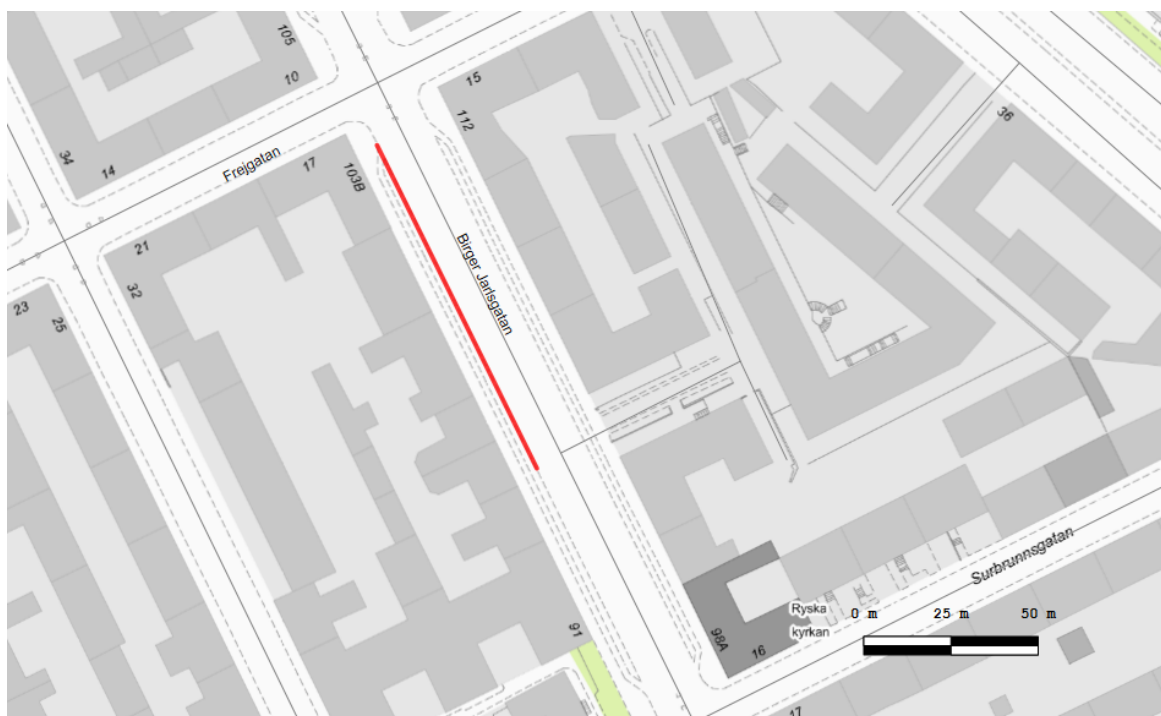 105
10
15
112
34
14
Frejgatan
17
103B
36
21
32
23
25
Birger Jarlsgatan
Surbrunnsgatan
91
98A
16
Ryska
kyrkan
0 m 25 m 50 m
17